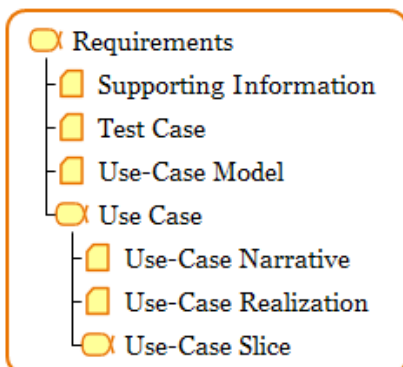 Requirements
Supporting Information
Test Case
Use-Case Model
Use Case
Use-Case Narrative
Use-Case Realization
Use-Case Slice